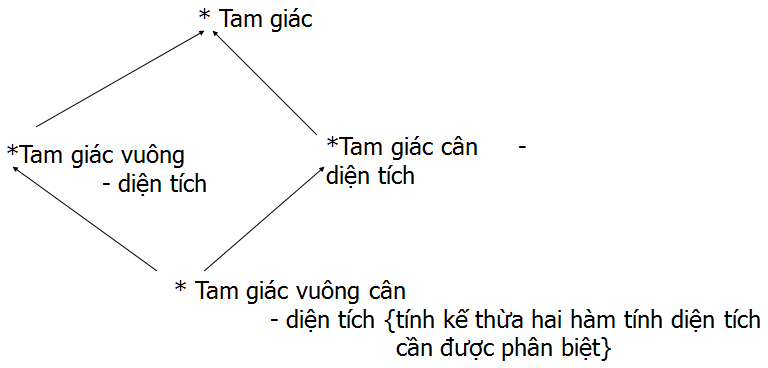 * Tam giác
*Tam giác vuông
- diện tích
*Tam giác cân -
diện tích
* Tam giác vuông cân
- diện tích {tính kế thừa hai hàm tính diện tích
cần được phân biệt}